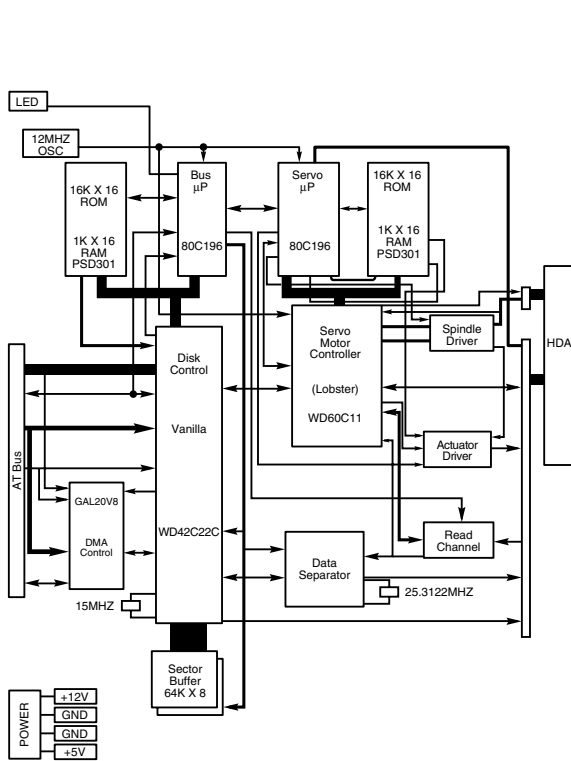 LED
12MHZ
OSC
16K X 16
ROM
1K X 16
RAM
PSD301
Bus
µP
80C196
Servo
µP
80C196
16K X 16
ROM
1K X 16
RAM
PSD301
Disk
Control
Vanilla
WD42C22C
Servo
Motor
Controller
(Lobster)
WD60C11
Spindle
Driver
HDA
Actuator
Driver
AT Bus
GAL20V8
DMA
Control
Read
Channel
Data
Separator
15MHZ
25.3122MHZ
Sector
Buffer
64K X 8
POWER
+12V
GND
GND
+5V